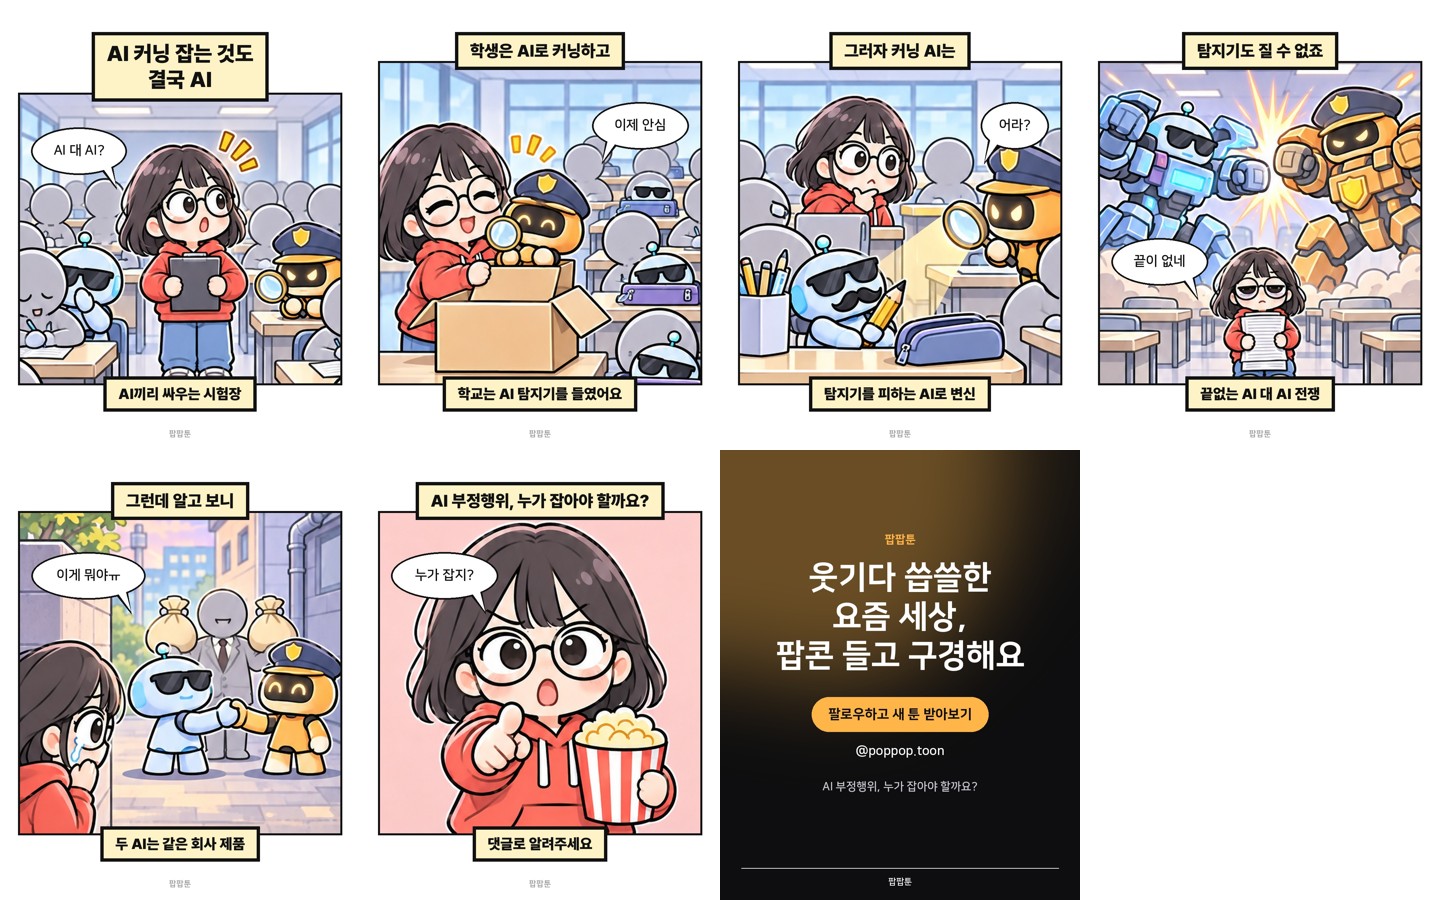 AI 커닝 잡는 것도
결국 AI
AI 대 AI?
AI끼리 싸우는 시험장
팝팝툰
학생은 AI로 커닝하고
이제 안심
학교는 AI 탐지기를 들였어요
팝팝툰
그러자 커닝 AI는
어라?
탐지기를 피하는 AI로 변신
팝팝툰
탐지기도 질 수 없죠
끝이 없네
끝없는 AI 대 AI 전쟁
팝팝툰
그런데 알고 보니
이게 뭐야ㅠ
두 AI는 같은 회사 제품
팝팝툰
AI 부정행위, 누가 잡아야 할까요?
누가 잡지?
댓글로 알려주세요
팝팝툰
팝팝툰
웃기다 씁쓸한
요즘 세상,
팝콘 들고 구경해요
팔로우하고 새 툰 받아보기
@poppop.toon
AI 부정행위, 누가 잡아야 할까요?
팝팝툰